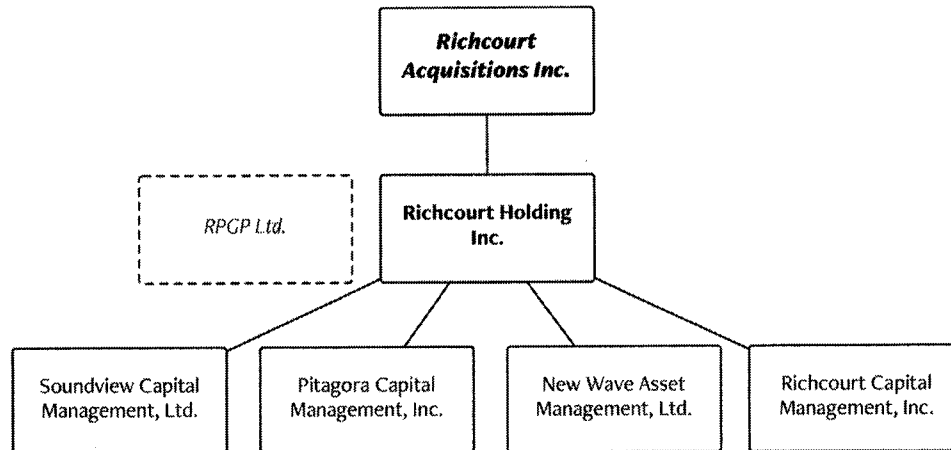 Richcourt
Acquisitions Inc.
RPGP Ltd.
Richcourt Holding
Inc.
Soundview Capital
Management, Ltd.
Pitagora Capital
Management, Inc.
New Wave Asset
Management, Ltd.
Richcourt Capital
Management, Inc.